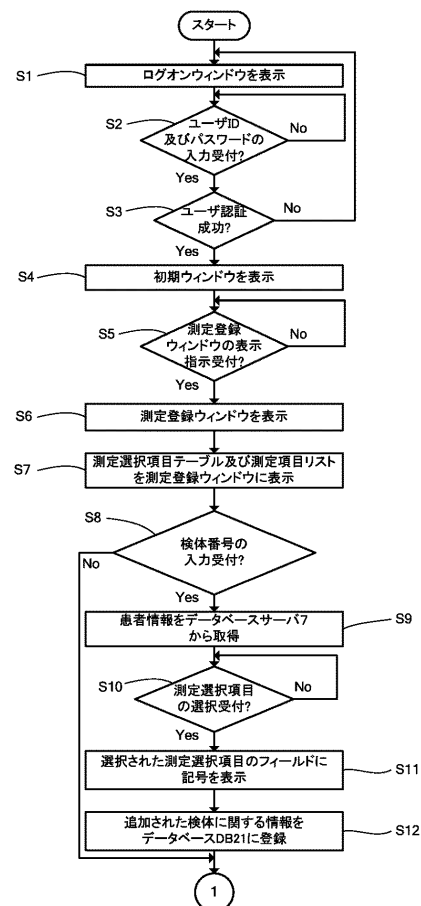 スタート
S1
ログオンウィンドウを表示
S2
ユーザID
及びパスワードの
入力受付?
No
Yes
S3
ユーザ認証
成功?
No
Yes
S4
初期ウィンドウを表示
S5
測定登録
ウィンドウの表示
指示受付?
No
Yes
S6
測定登録ウィンドウを表示
S7
測定選択項目テーブル及び測定項目リスト
を測定登録ウィンドウに表示
S8
検体番号の
入力受付?
No
Yes
患者情報をデータベースサーバ7
から取得
S9
S10
測定選択項目
の選択受付?
No
Yes
選択された測定選択項目のフィールドに
記号を表示
S11
追加された検体に関する情報を
データベースDB21に登録
S12
1